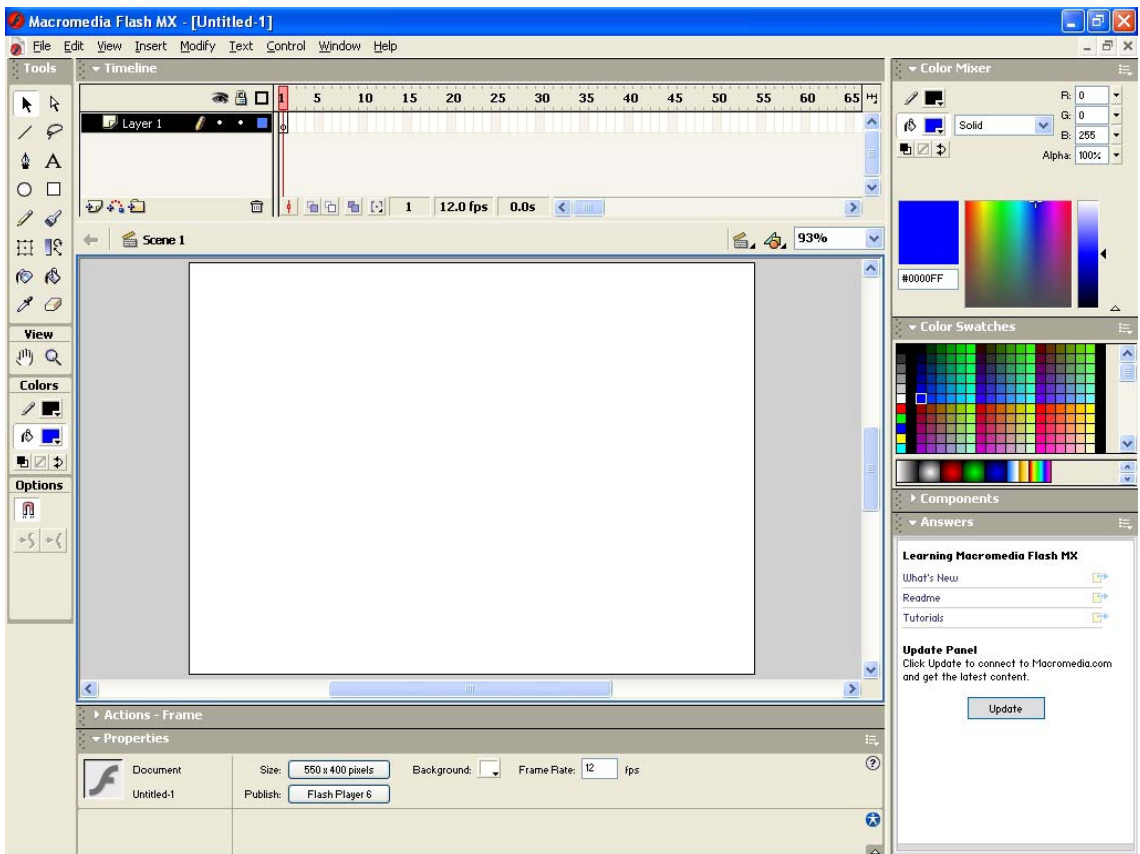 Macromedia Flash MX - [Untitled-1]
File Edit View Insert Modify Text Control Window Help
Tools
A
View
Colors
Options
Timeline
1 5 10 15 20 25 30 35 40 45 50 55 60 65
Layer 1
1 12.0 fps 0.0s
Scene 1
93%
Actions - Frame
Properties
Document
Size: 550 x 400 pixels Background: Frame Rate: 12 fps
Untitled-1
Publish: Flash Player 6
Color Mixer
R: 0
Solid
G: 0
B: 255
Alpha: 100%
#0000FF
Color Swatches
Components
Answers
Learning Macromedia Flash MX
What's New
Readme
Tutorials
Update Panel
Click Update to connect to Macromedia.com
and get the latest content.
Update